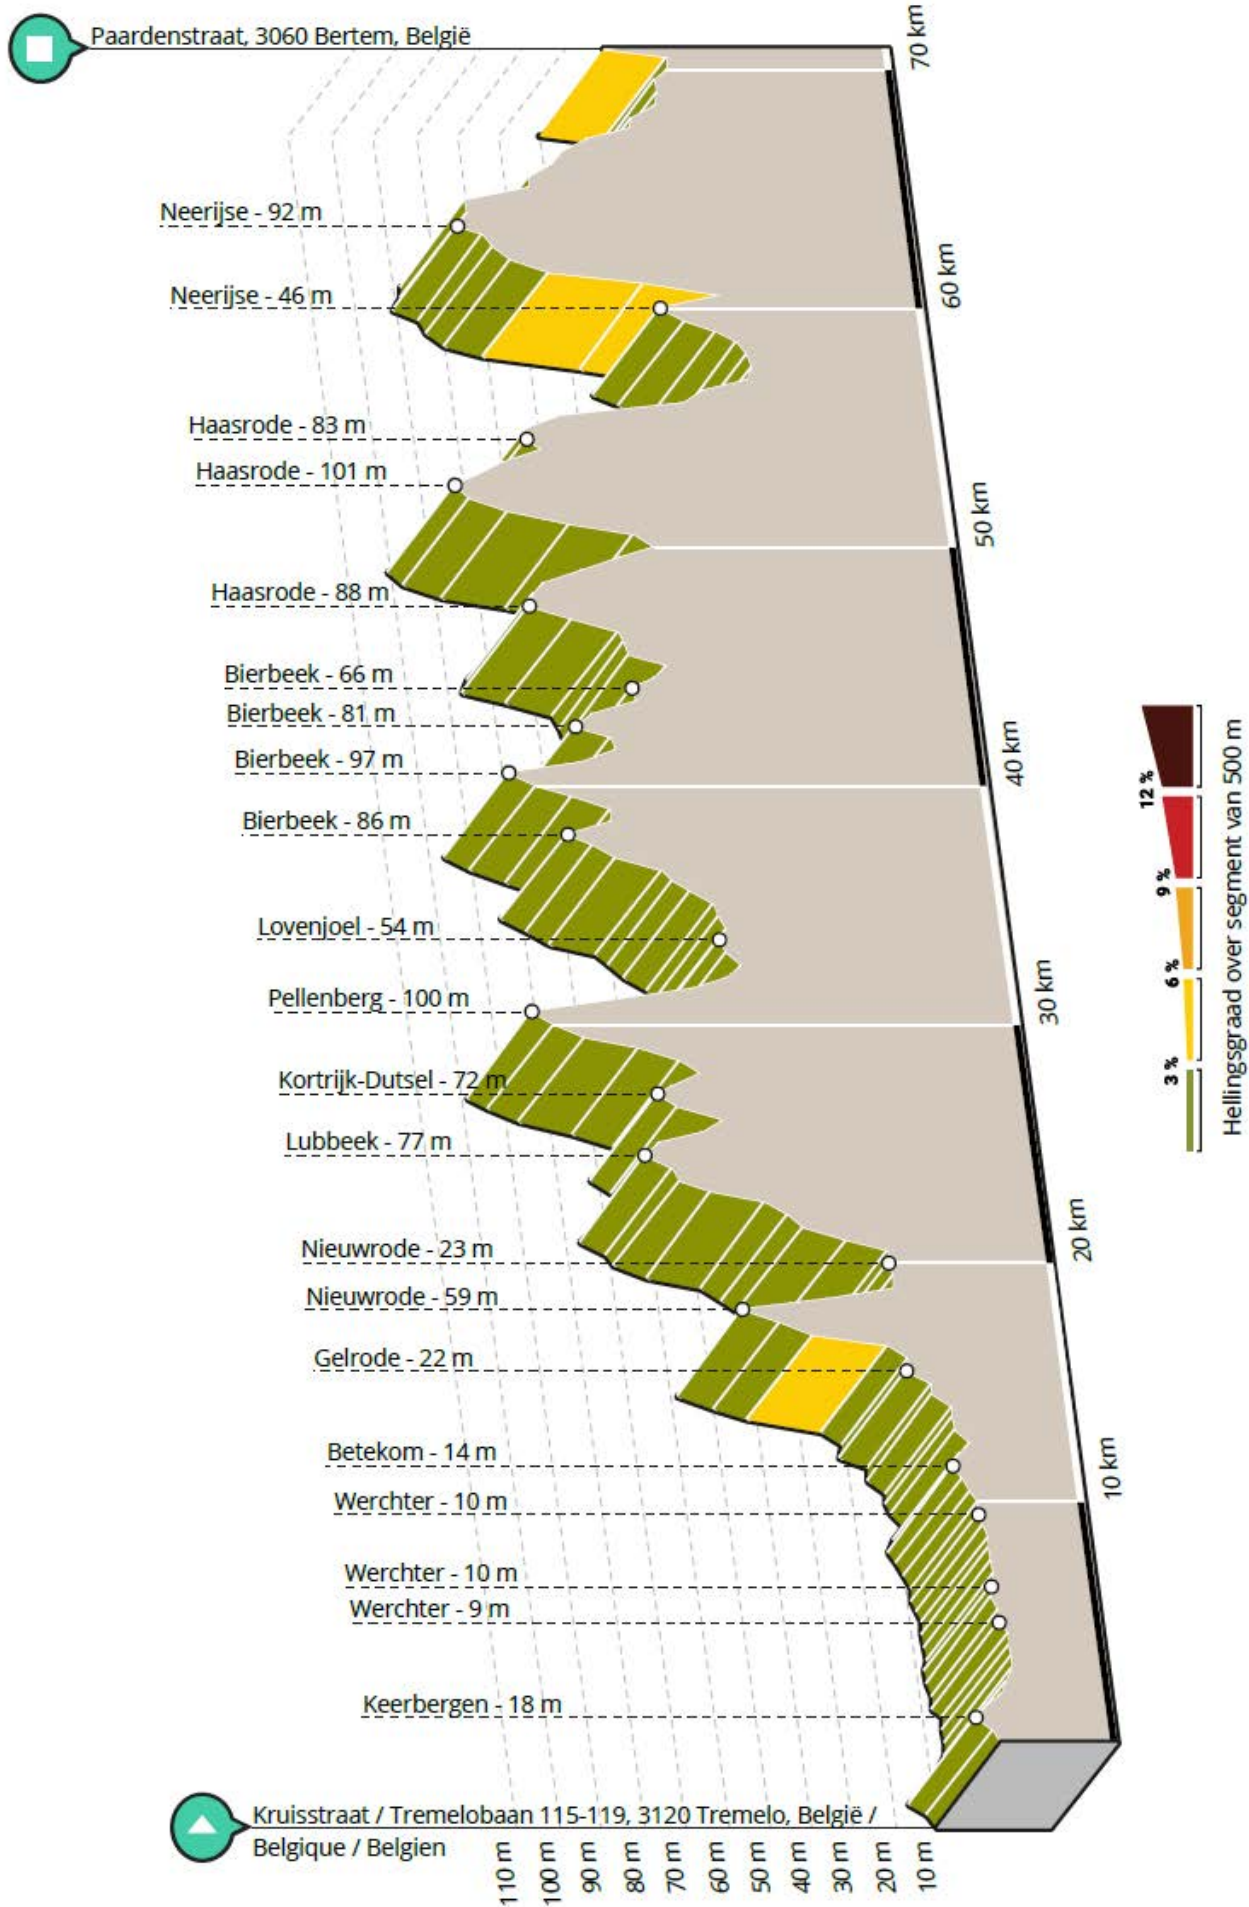 Paardenstraat, 3060 Bertem, België
70 km
Neerijse - 92 m
60 km
Neerijse - 46 m
Haasrode - 83 m
Haasrode - 101 m
50 km
Haasrode - 88 m
Bierbeek - 66 m
Bierbeek - 81 m
Bierbeek - 97 m
40 km
Bierbeek - 86 m
Lovenjoel - 54 m
Pellenberg - 100 m
30 km
Kortrijk-Dutsel - 72 m
Lubbeek - 77 m
20 km
Nieuwrode - 23 m
Nieuwrode - 59 m
Gelrode - 22 m
Betekom - 14 m
10 km
Werchter - 10 m
Werchter - 10 m
Werchter - 9 m
Keerbergen - 18 m
Kruisstraat / Tremelobaan 115-119, 3120 Tremelo, België /
Belgique / Belgien
110 m
100 m
90 m
80 m
70 m
60 m
50 m
40 m
30 m
20 m
10 m
12 %
9 %
6 %
3 %
Hellingsgraad over segment van 500 m